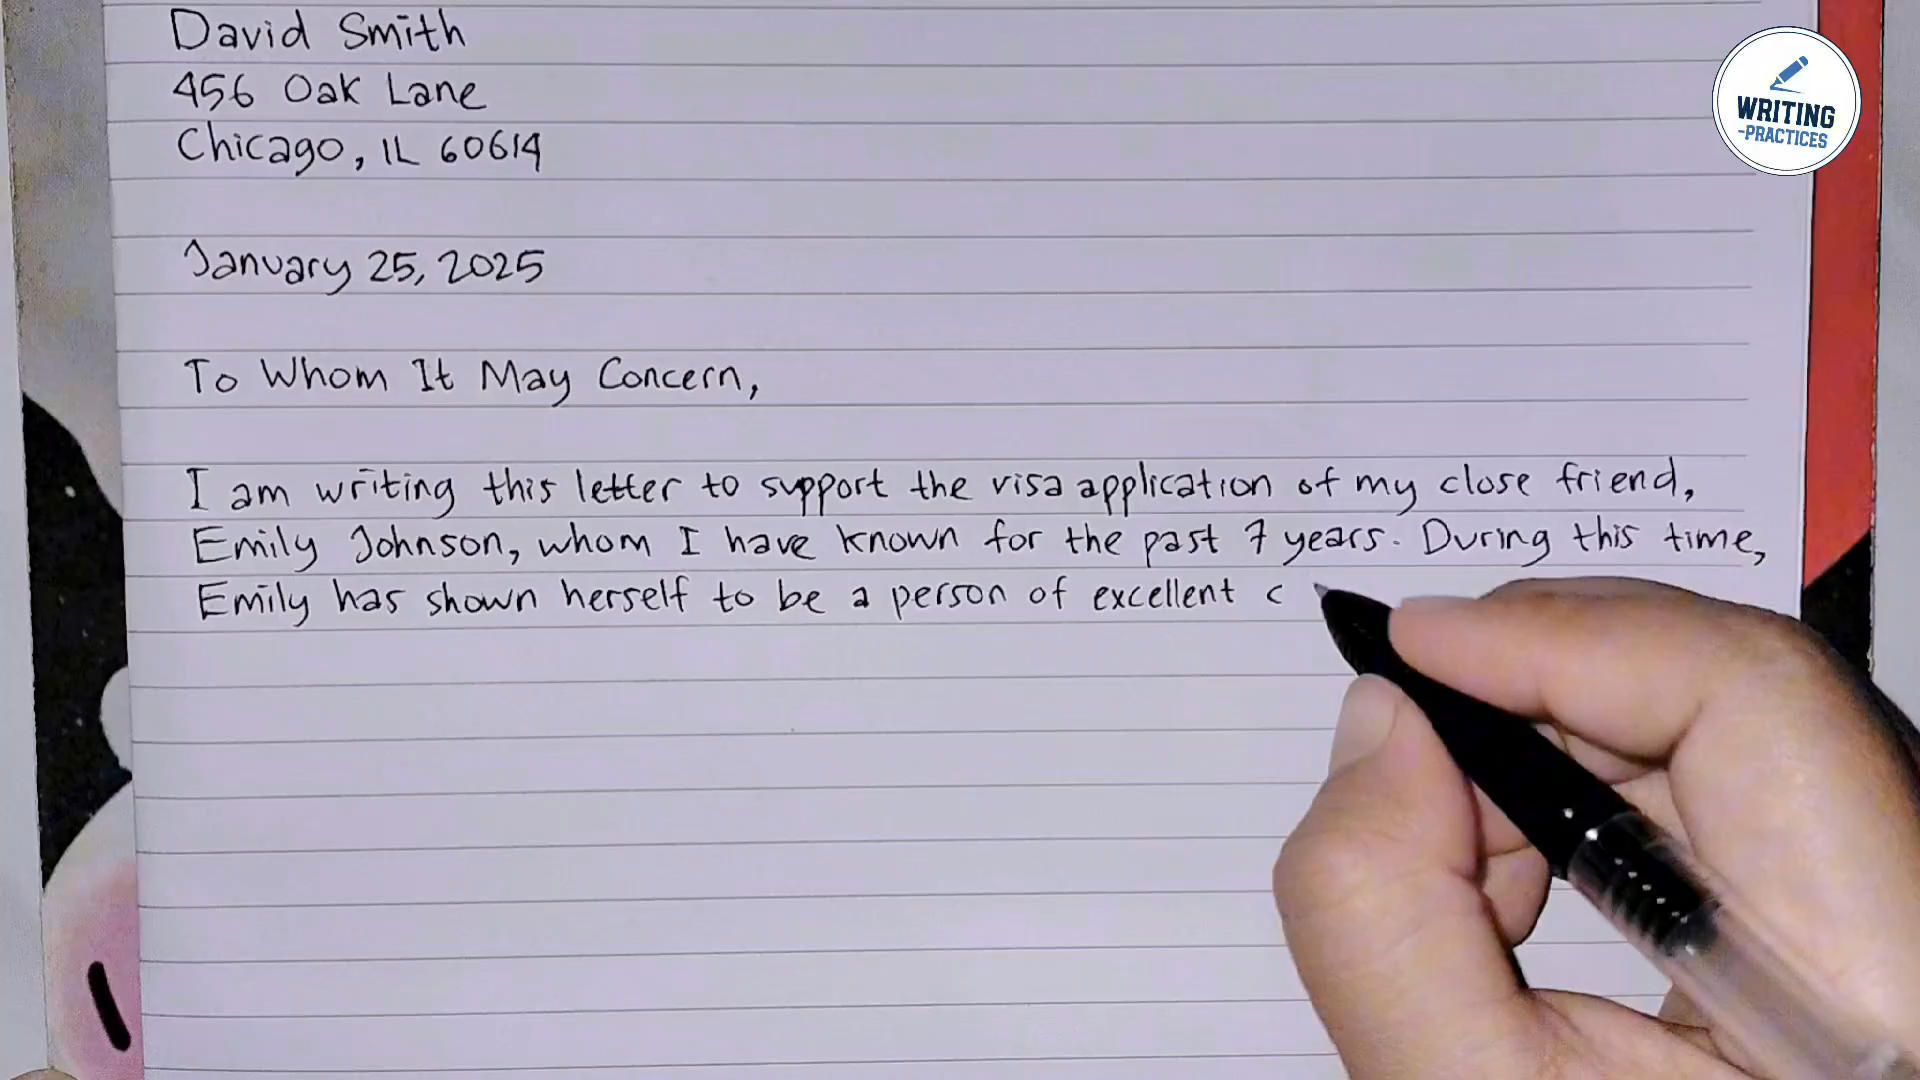 David Smith
456 Oak Lane
Chicago, IL 60614
January 25, 2025
To Whom It May Concern,
I am writing this letter to support the visa application of my close friend,
Emily Johnson, whom I have known for the past 7 years. During this time,
Emily has shown herself to be a person of excellent c
WRITING
-PRACTICES